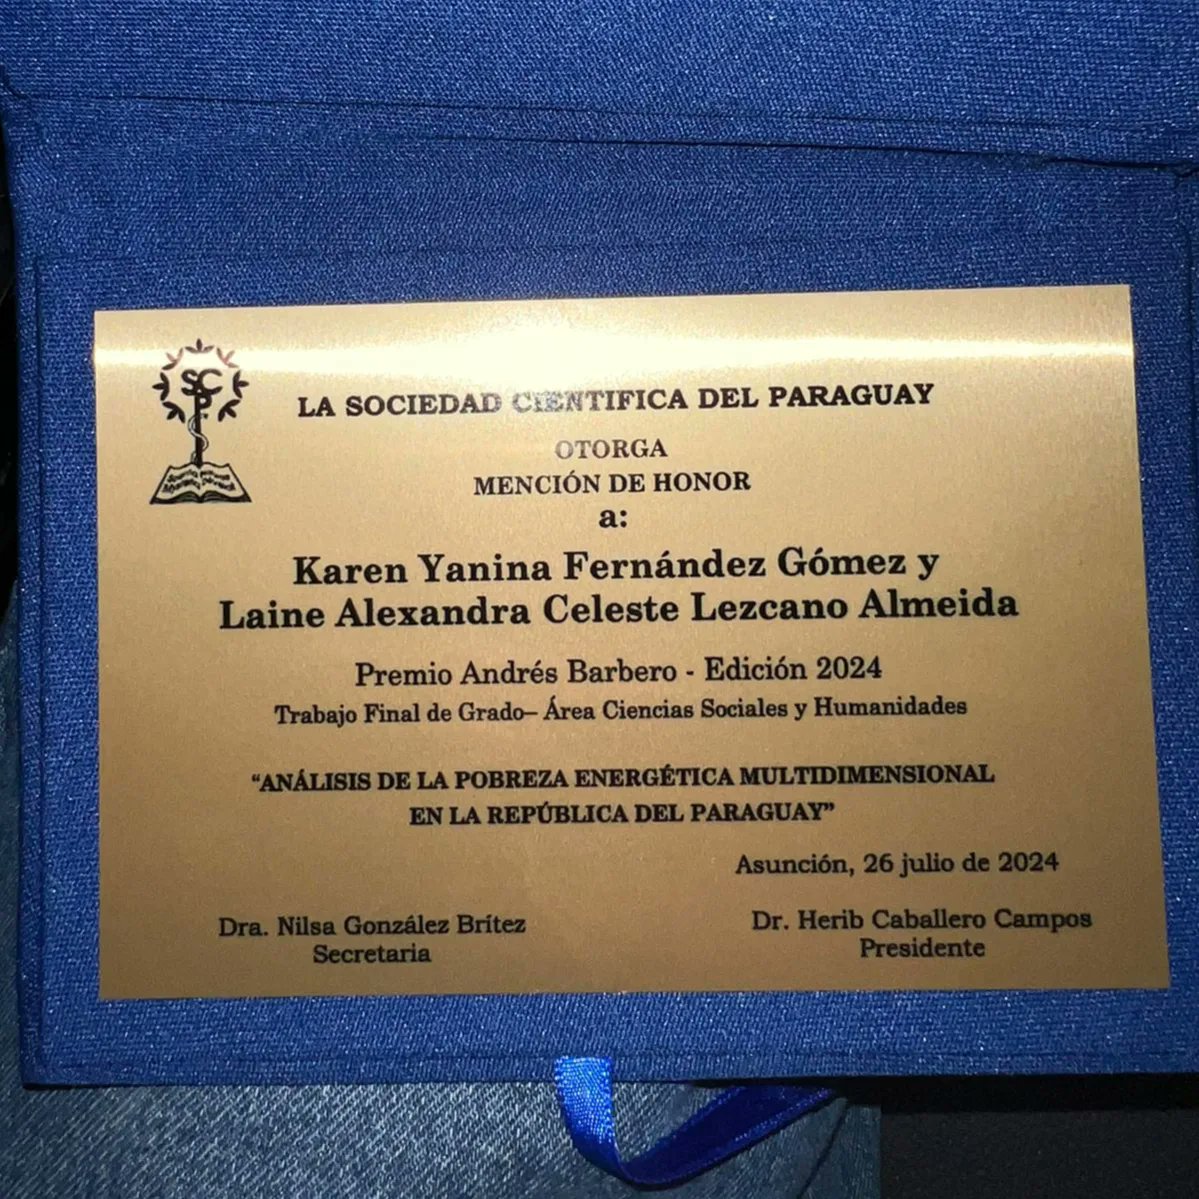 SCP
LA SOCIEDAD CIENTIFICA DEL PARAGUAY
OTORGA
MENCIÓN DE HONOR
a:
Karen Yanina Fernández Gómez y
Laine Alexandra Celeste Lezcano Almeida
Premio Andrés Barbero - Edición 2024
Trabajo Final de Grado– Área Ciencias Sociales y Humanidades
“ANÁLISIS DE LA POBREZA ENERGÉTICA MULTIDIMENSIONAL
EN LA REPÚBLICA DEL PARAGUAY”
Asunción, 26 julio de 2024
Dra. Nilsa González Brítez
Secretaria
Dr. Herib Caballero Campos
Presidente